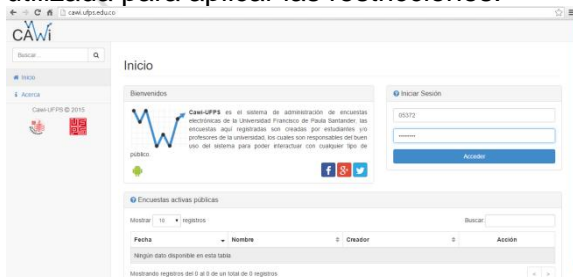 utilizada para aplicar las restricciones.
cawi.ufps.edu.co
CAWi
Buscar...
Inicio
Inicio
Acerca
Cawi-UFPS © 2015
Bienvenidos
Cawi-UFPS es el sistema de administración de encuestas
electrónicas de la Universidad Francisco de Paula Santander, las
encuestas aquí registradas son creadas por estudiantes y/o
profesores de la universidad, los cuales son responsables del buen
uso del sistema para poder interactuar con cualquier tipo de
público.
Iniciar Sesión
05372
********
Acceder
Encuestas activas públicas
Mostrar 10 registros
Buscar:
Fecha Nombre Creador Acción
Ningún dato disponible en esta tabla
Mostrando registros del 0 al 0 de un total de 0 registros